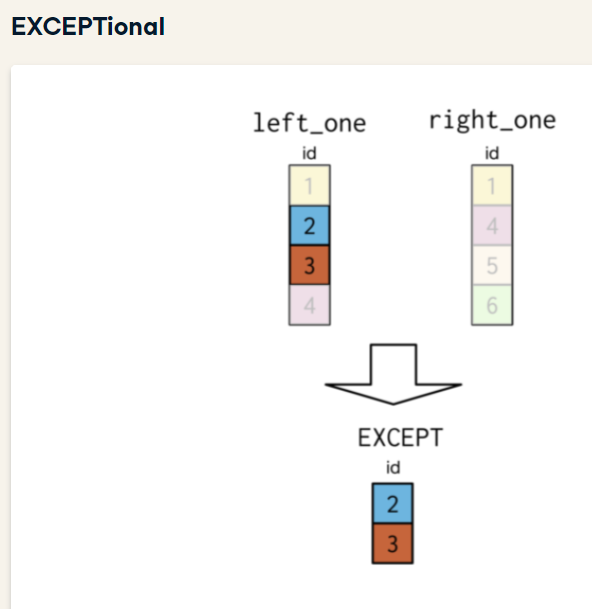 EXCEPTional
left_one right_one
id id
1 1
2 4
3 5
4 6
EXCEPT
id
2
3